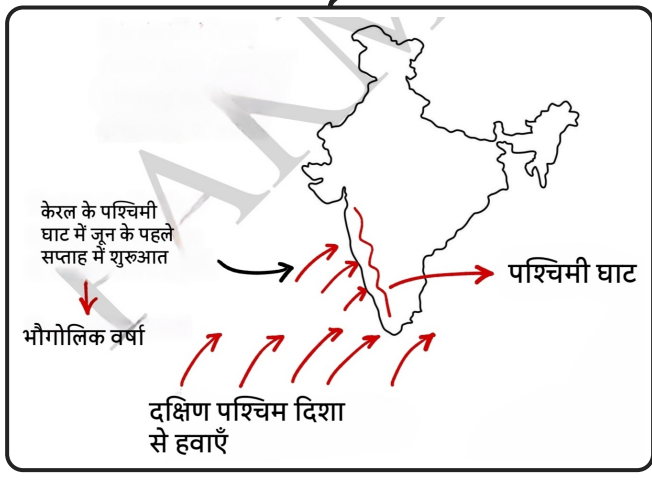 केरल के पश्चिमी
घाट में जून के पहले
सप्ताह में शुरूआत
भौगोलिक वर्षा
पश्चिमी घाट
दक्षिण पश्चिम दिशा
से हवाएँ